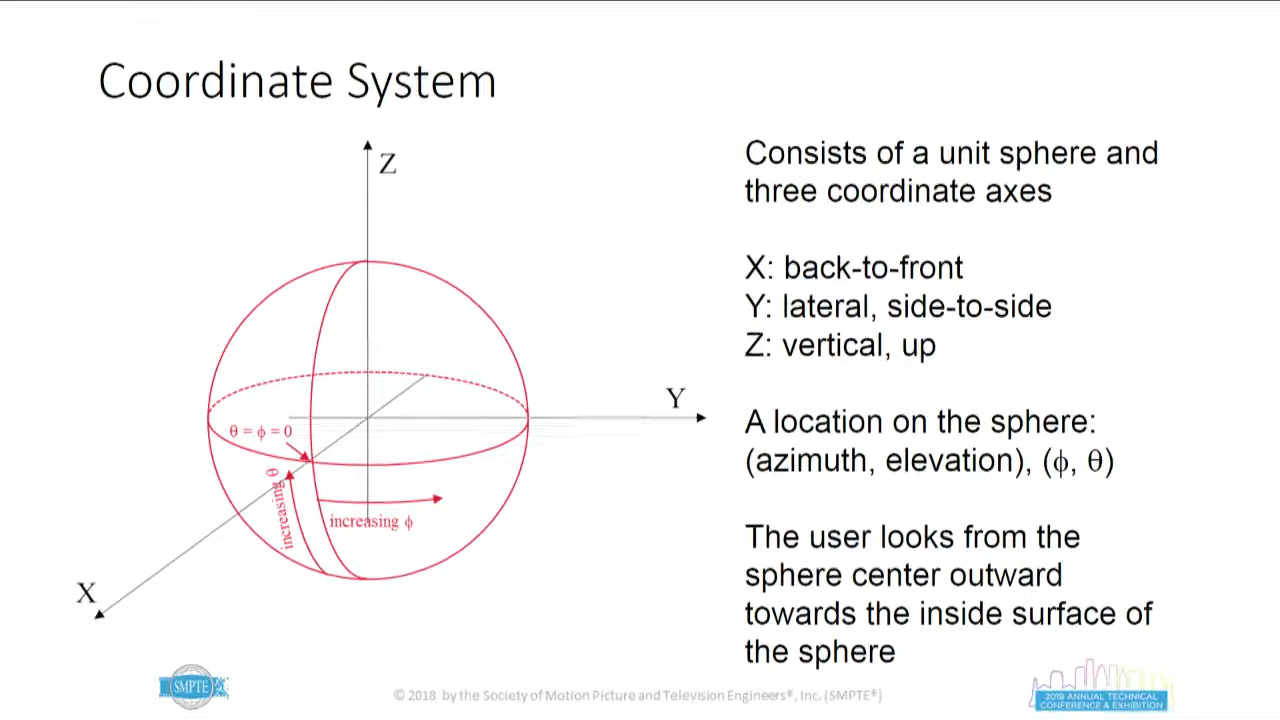 Coordinate System
Z
Y
X
θ = ϕ = 0
increasing θ
increasing ϕ
Consists of a unit sphere and
three coordinate axes
X: back-to-front
Y: lateral, side-to-side
Z: vertical, up
A location on the sphere:
(azimuth, elevation), (ϕ, θ)
The user looks from the
sphere center outward
towards the inside surface of
the sphere
SMPTE
© 2018 by the Society of Motion Picture and Television Engineers®, Inc. (SMPTE®)
2018 ANNUAL TECHNICAL
CONFERENCE & EXHIBITION